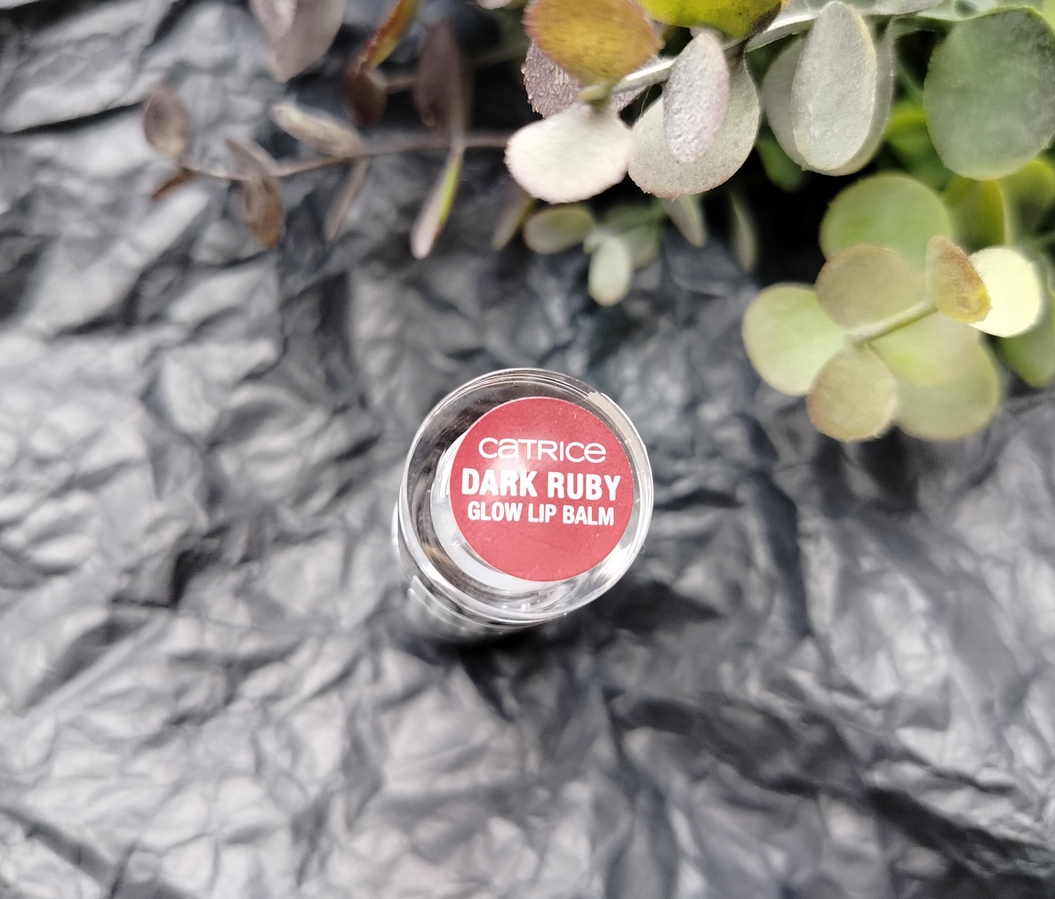 CATRICE
DARK RUBY
GLOW LIP BALM